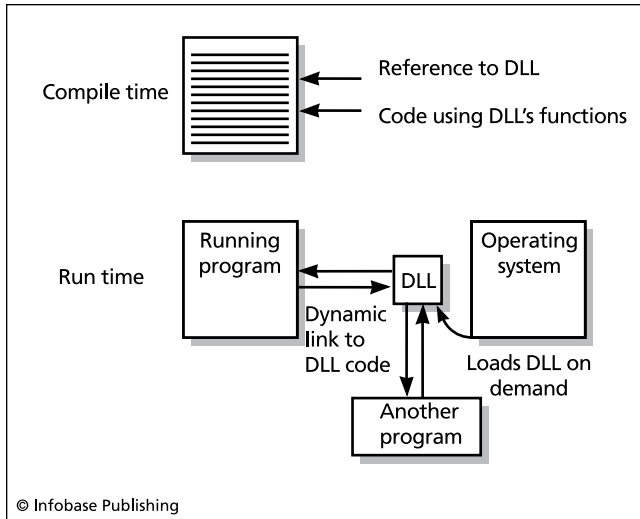 Compile time
Reference to DLL
Code using DLL's functions
Run time
Running
program
DLL
Operating
system
Dynamic
link to
DLL code
Loads DLL on
demand
Another
program
© Infobase Publishing